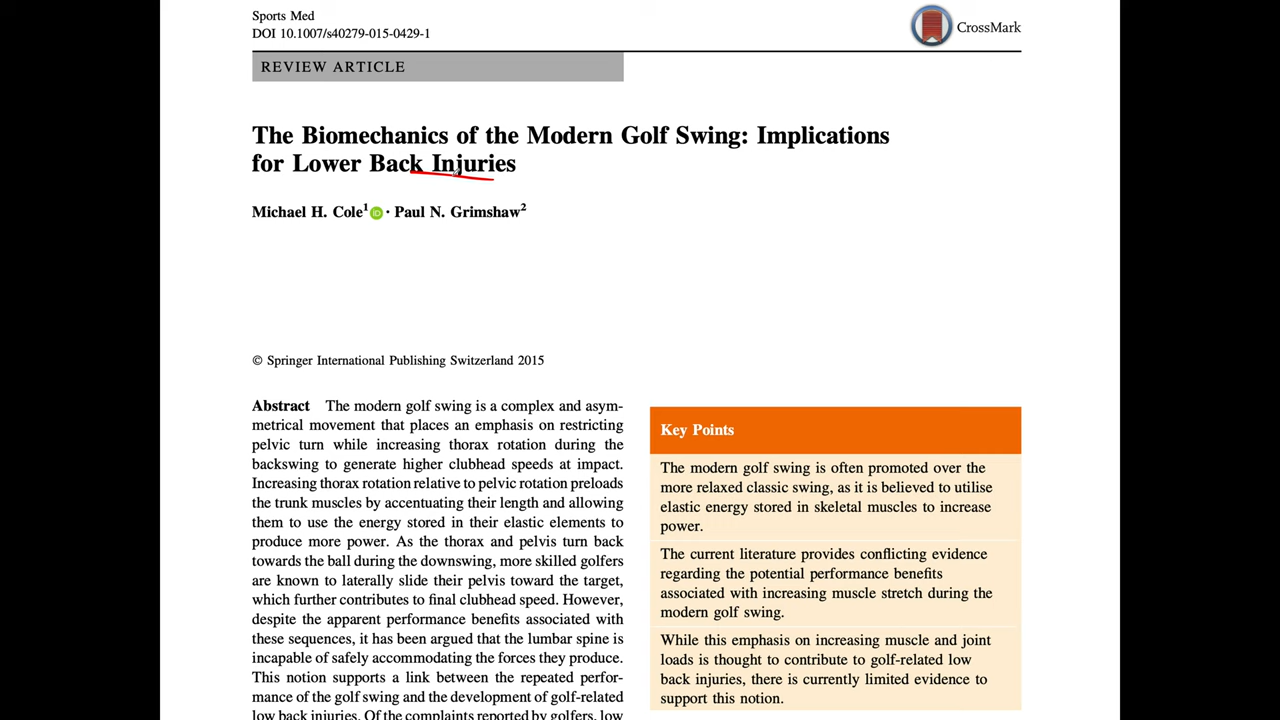 Sports Med
DOI 10.1007/s40279-015-0429-1
CrossMark
REVIEW ARTICLE
The Biomechanics of the Modern Golf Swing: Implications
for Lower Back Injuries
Michael H. Cole1 iD · Paul N. Grimshaw2
© Springer International Publishing Switzerland 2015
Abstract The modern golf swing is a complex and asym-
metrical movement that places an emphasis on restricting
pelvic turn while increasing thorax rotation during the
backswing to generate higher clubhead speeds at impact.
Increasing thorax rotation relative to pelvic rotation preloads
the trunk muscles by accentuating their length and allowing
them to use the energy stored in their elastic elements to
produce more power. As the thorax and pelvis turn back
towards the ball during the downswing, more skilled golfers
are known to laterally slide their pelvis toward the target,
which further contributes to final clubhead speed. However,
despite the apparent performance benefits associated with
these sequences, it has been argued that the lumbar spine is
incapable of safely accommodating the forces they produce.
This notion supports a link between the repeated perfor-
mance of the golf swing and the development of golf-related
low back injuries. Of the complaints reported by golfers, low
Key Points
The modern golf swing is often promoted over the
more relaxed classic swing, as it is believed to utilise
elastic energy stored in skeletal muscles to increase
power.
The current literature provides conflicting evidence
regarding the potential performance benefits
associated with increasing muscle stretch during the
modern golf swing.
While this emphasis on increasing muscle and joint
loads is thought to contribute to golf-related low
back injuries, there is currently limited evidence to
support this notion.